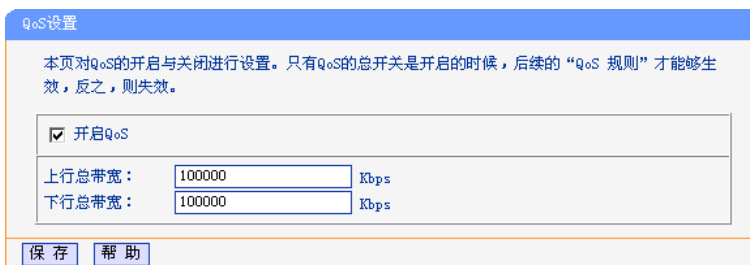 QoS设置
本页对QoS的开启与关闭进行设置。只有QoS的总开关是开启的时候，后续的“QoS 规则”才能够生
效，反之，则失效。
开启QoS
上行总带宽： 100000 Kbps
下行总带宽： 100000 Kbps
保 存 帮 助